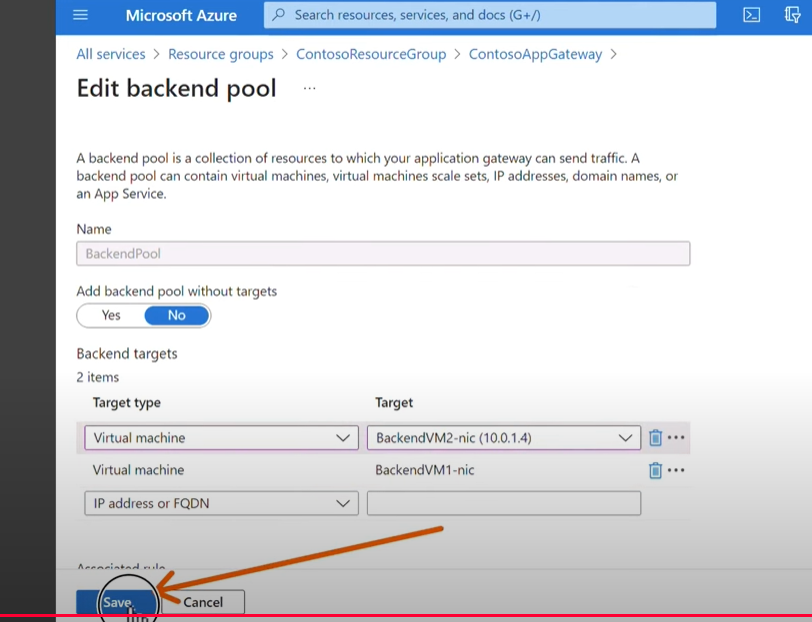 Microsoft Azure
Search resources, services, and docs (G+/)
All services > Resource groups > ContosoResourceGroup > ContosoAppGateway >
Edit backend pool ...
A backend pool is a collection of resources to which your application gateway can send traffic. A
backend pool can contain virtual machines, virtual machines scale sets, IP addresses, domain names, or
an App Service.
Name
BackendPool
Add backend pool without targets
Yes No
Backend targets
2 items
Target type Target
Virtual machine BackendVM2-nic (10.0.1.4)
Virtual machine BackendVM1-nic
IP address or FQDN
Associated rule
Save Cancel